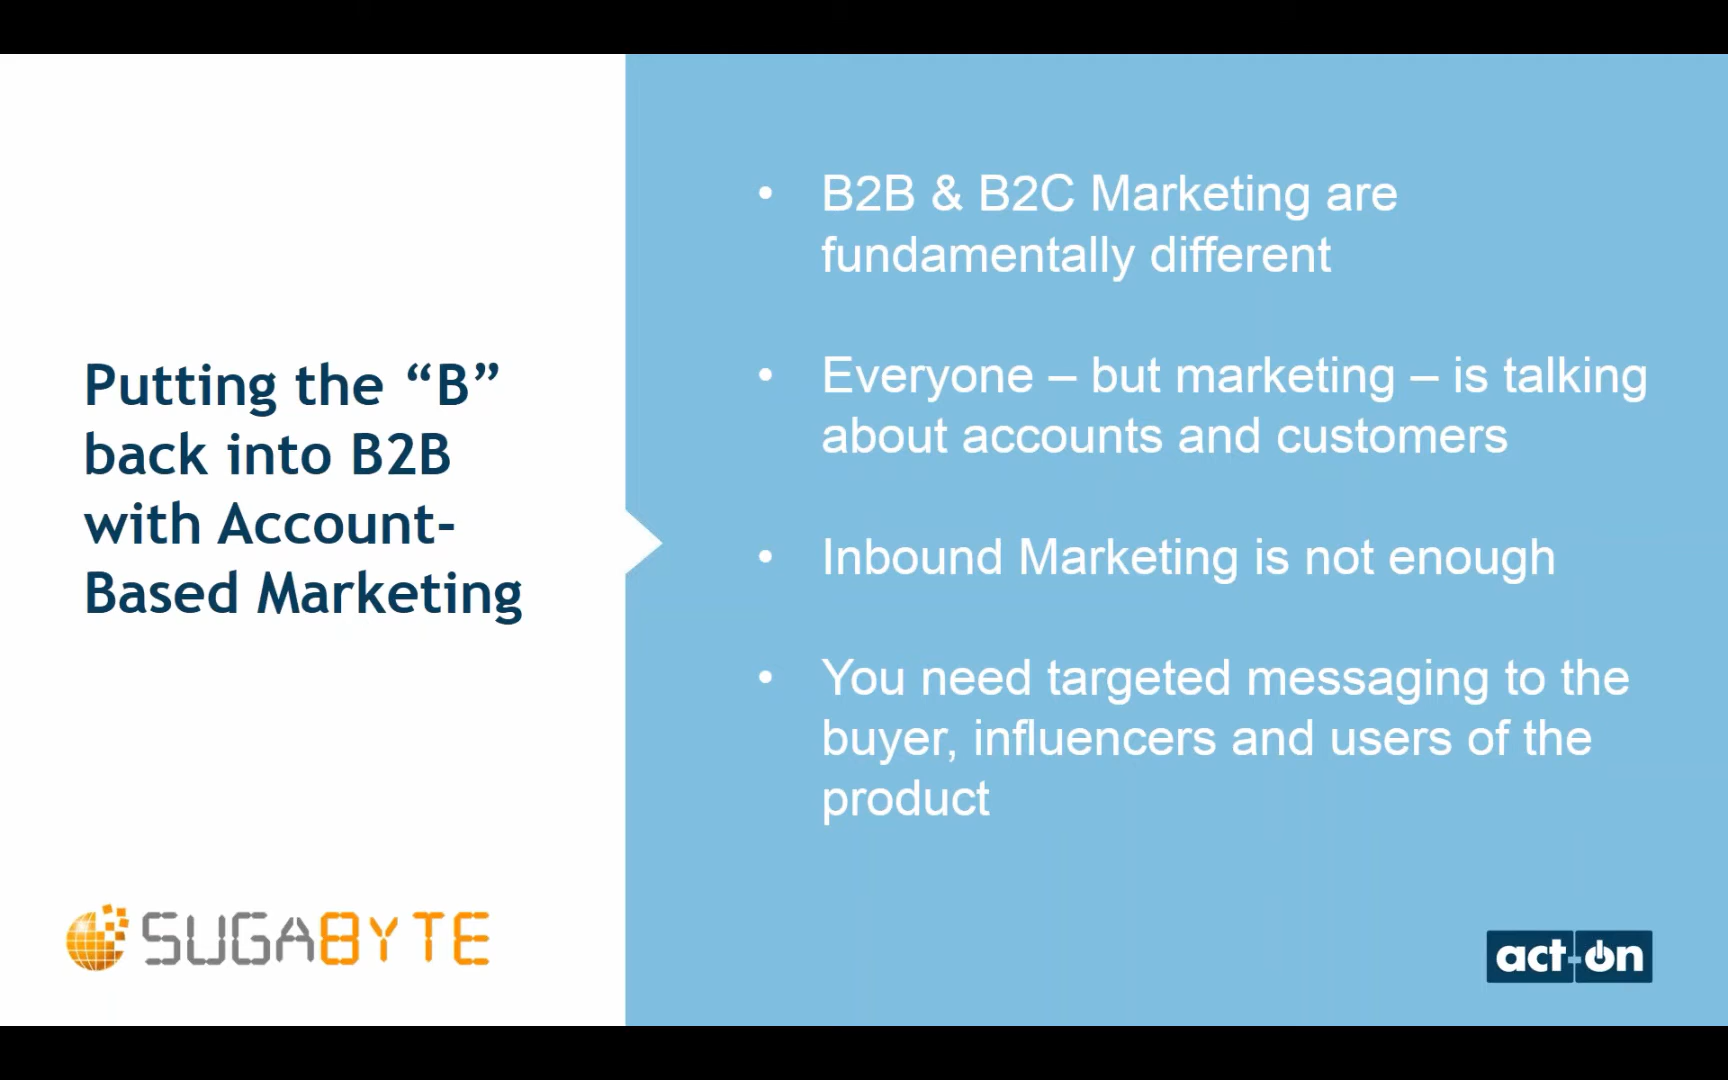 Putting the “B”
back into B2B
with Account-
Based Marketing
• B2B & B2C Marketing are
fundamentally different
• Everyone – but marketing – is talking
about accounts and customers
• Inbound Marketing is not enough
• You need targeted messaging to the
buyer, influencers and users of the
product
SUGABYTE
act-on